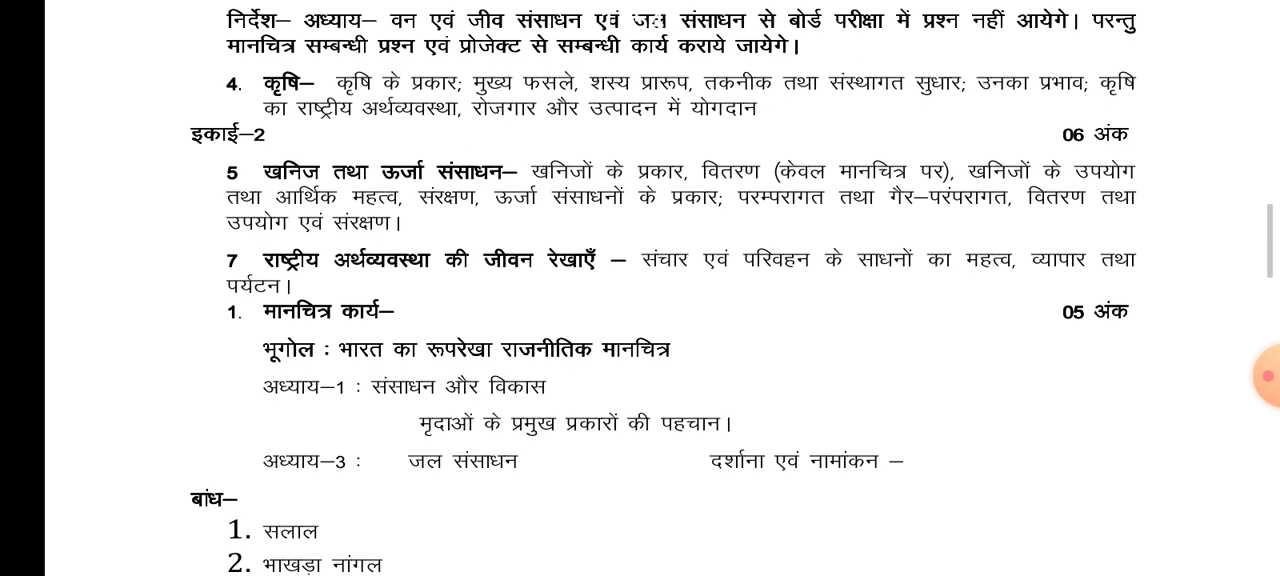 निर्देश– अध्याय– वन एवं जीव संसाधन एवं जल संसाधन से बोर्ड परीक्षा में प्रश्न नहीं आयेगे। परन्तु
मानचित्र सम्बन्धी प्रश्न एवं प्रोजेक्ट से सम्बन्धी कार्य कराये जायेगे।
4. कृषि– कृषि के प्रकार; मुख्य फसले, शस्य प्रारूप, तकनीक तथा संस्थागत सुधार; उनका प्रभाव; कृषि
का राष्ट्रीय अर्थव्यवस्था, रोजगार और उत्पादन में योगदान
इकाई–2 06 अंक
5 खनिज तथा ऊर्जा संसाधन– खनिजों के प्रकार, वितरण (केवल मानचित्र पर), खनिजों के उपयोग
तथा आर्थिक महत्व, संरक्षण, ऊर्जा संसाधनों के प्रकार; परम्परागत तथा गैर–परंपरागत, वितरण तथा
उपयोग एवं संरक्षण।
7 राष्ट्रीय अर्थव्यवस्था की जीवन रेखाएँ – संचार एवं परिवहन के साधनों का महत्व, व्यापार तथा
पर्यटन।
1. मानचित्र कार्य– 05 अंक
भूगोल : भारत का रूपरेखा राजनीतिक मानचित्र
अध्याय–1 : संसाधन और विकास
मृदाओं के प्रमुख प्रकारों की पहचान।
अध्याय–3 : जल संसाधन दर्शाना एवं नामांकन –
बांध–
1. सलाल
2. भाखड़ा नांगल